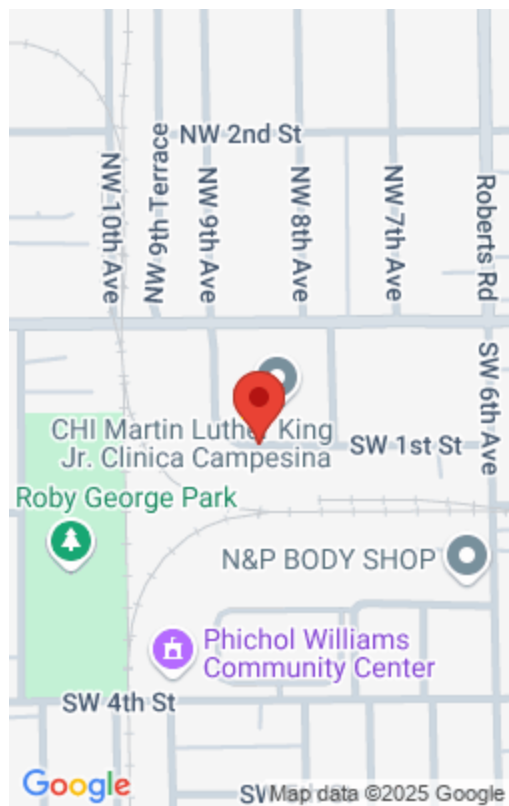 NW 2nd St
NW 10th Ave
NW 9th Terrace
NW 9th Ave
NW 8th Ave
NW 7th Ave
Roberts Rd
SW 6th Ave
CHI Martin Luther King
Jr. Clinica Campesina
SW 1st St
Roby George Park
N&P BODY SHOP
Phichol Williams
Community Center
SW 4th St
Google
SW
Map data ©2025 Google